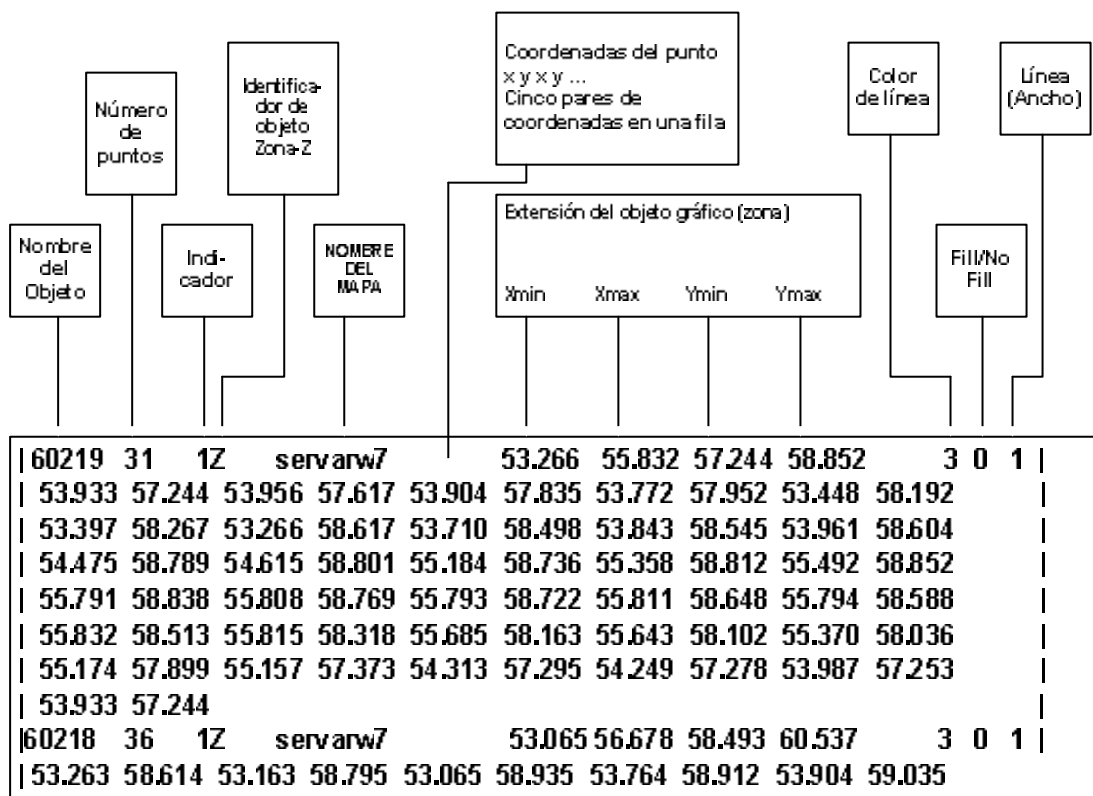 Coordenadas del punto
x y x y ...
Cinco pares de
coordenadas en una fila
Color
de línea
Línea
(Ancho)
Número
de
puntos
Identifica-
dor de
objeto
Zona-Z
Extensión del objeto gráfico (zona)
Xmin Xmax Ymin Ymax
Nombre
del
Objeto
Indi-
cador
NOMBRE
DEL
MAPA
Fill/No
Fill
| 60219 31 1Z servarw7 53.266 55.832 57.244 58.852 3 0 1 |
| 53.933 57.244 53.956 57.617 53.904 57.835 53.772 57.952 53.448 58.192 |
| 53.397 58.267 53.266 58.617 53.710 58.498 53.843 58.545 53.961 58.604 |
| 54.475 58.789 54.615 58.801 55.184 58.736 55.358 58.812 55.492 58.852 |
| 55.791 58.838 55.808 58.769 55.793 58.722 55.811 58.648 55.794 58.588 |
| 55.832 58.513 55.815 58.318 55.685 58.163 55.643 58.102 55.370 58.036 |
| 55.174 57.899 55.157 57.373 54.313 57.295 54.249 57.278 53.987 57.253 |
| 53.933 57.244 |
|60218 36 1Z servarw7 53.065 56.678 58.493 60.537 3 0 1 |
| 53.263 58.614 53.163 58.795 53.065 58.935 53.764 58.912 53.904 59.035